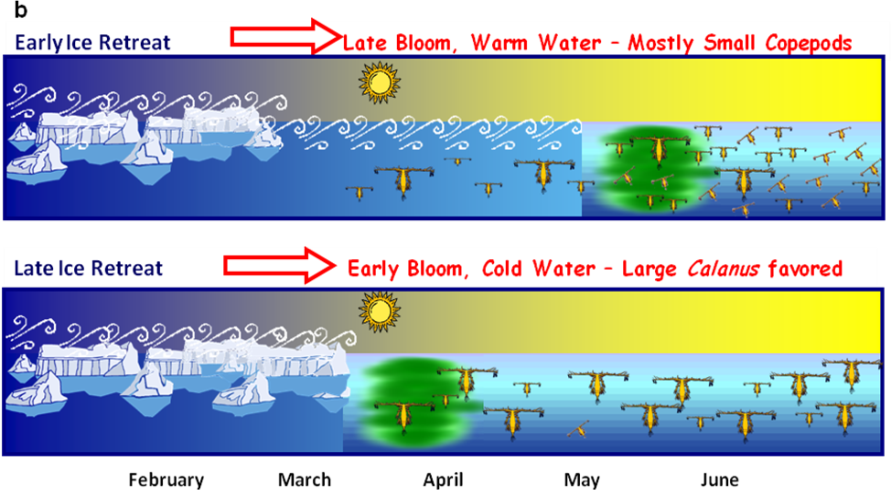 b
Early Ice Retreat
Late Bloom, Warm Water – Mostly Small Copepods
Late Ice Retreat
Early Bloom, Cold Water – Large Calanus favored
February March April May June